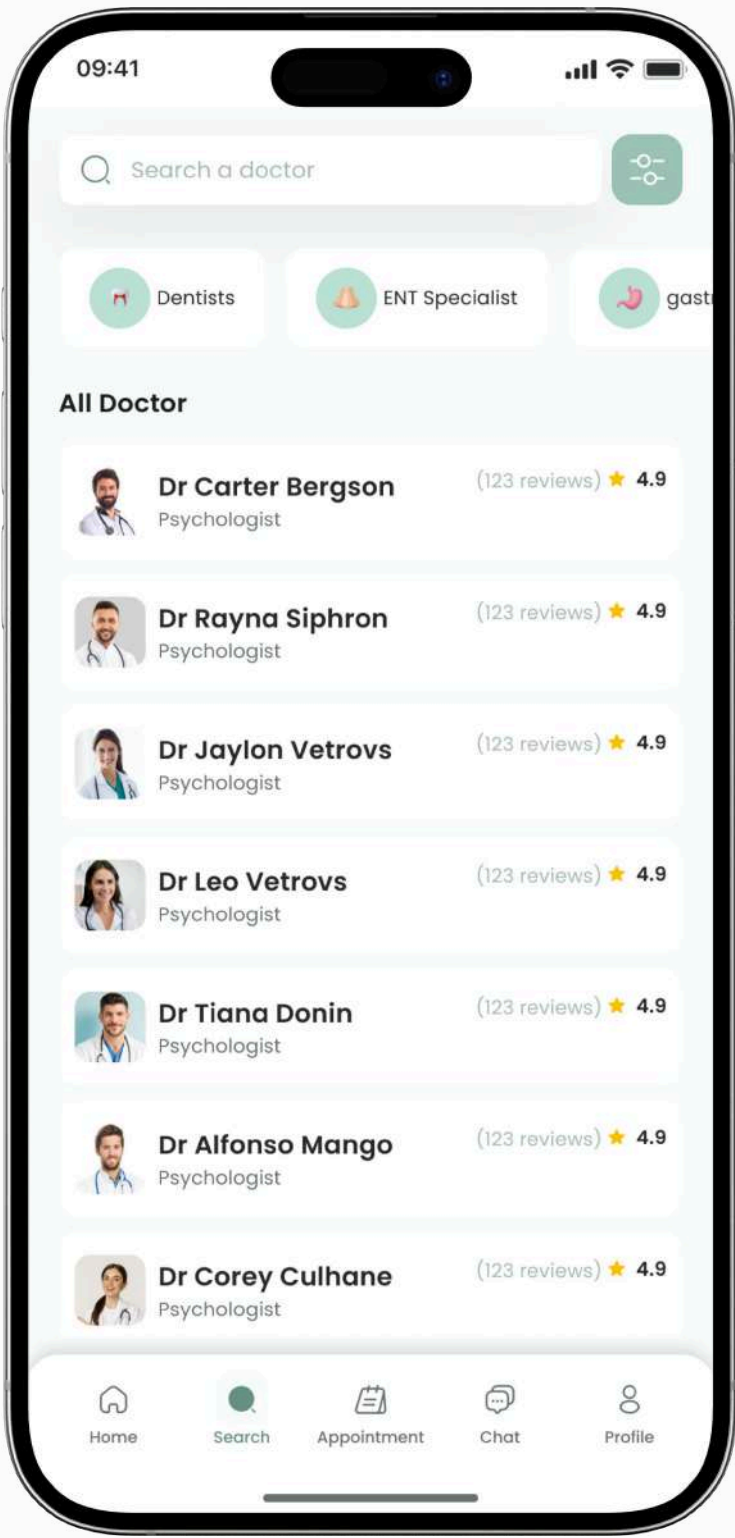 09:41
Search a doctor
Dentists
ENT Specialist
gast
All Doctor
Dr Carter Bergson
(123 reviews) 4.9
Psychologist
Dr Rayna Siphron
(123 reviews) 4.9
Psychologist
Dr Jaylon Vetrovs
(123 reviews) 4.9
Psychologist
Dr Leo Vetrovs
(123 reviews) 4.9
Psychologist
Dr Tiana Donin
(123 reviews) 4.9
Psychologist
Dr Alfonso Mango
(123 reviews) 4.9
Psychologist
Dr Corey Culhane
(123 reviews) 4.9
Psychologist
Home
Search
Appointment
Chat
Profile